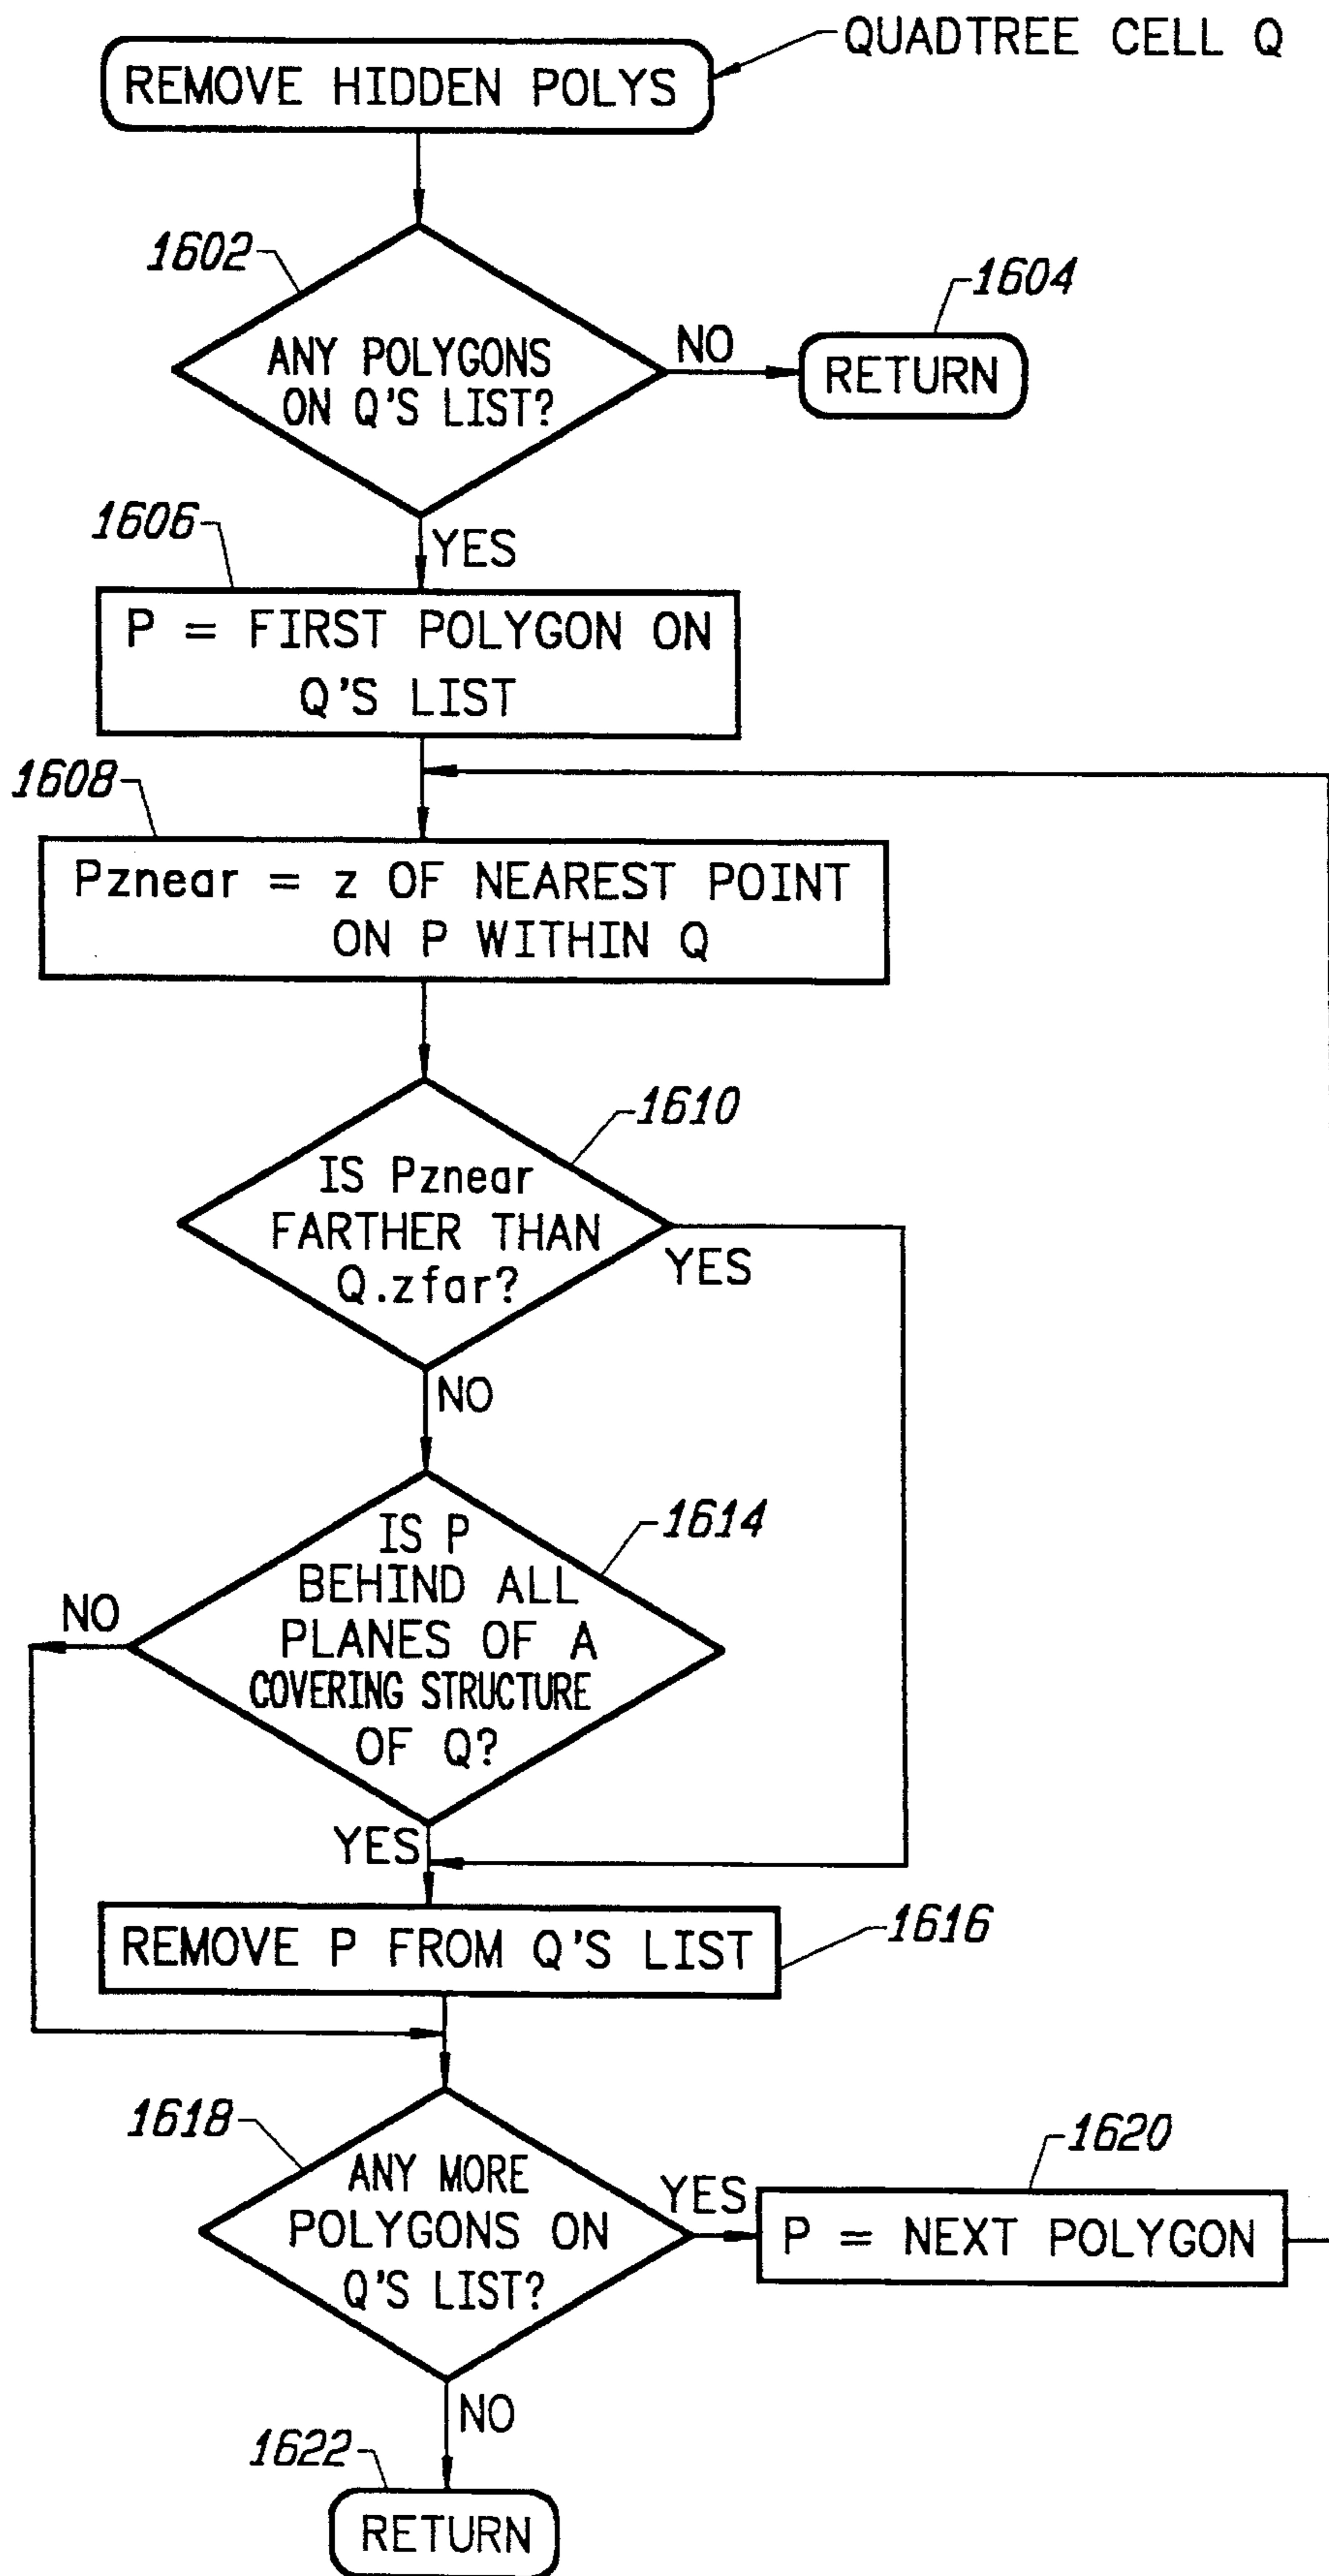 QUADTREE CELL Q
REMOVE HIDDEN POLYS
1602
1604
ANY POLYGONS
ON Q'S LIST?
NO
RETURN
1606
YES
P = FIRST POLYGON ON
Q'S LIST
1608
Pznear = z OF NEAREST POINT
ON P WITHIN Q
1610
IS Pznear
FARTHER THAN
Q.zfar?
YES
NO
1614
IS P
BEHIND ALL
PLANES OF A
COVERING STRUCTURE
OF Q?
NO
YES
REMOVE P FROM Q'S LIST
1616
1618
1620
ANY MORE
POLYGONS ON
Q'S LIST?
YES
P = NEXT POLYGON
NO
1622
RETURN